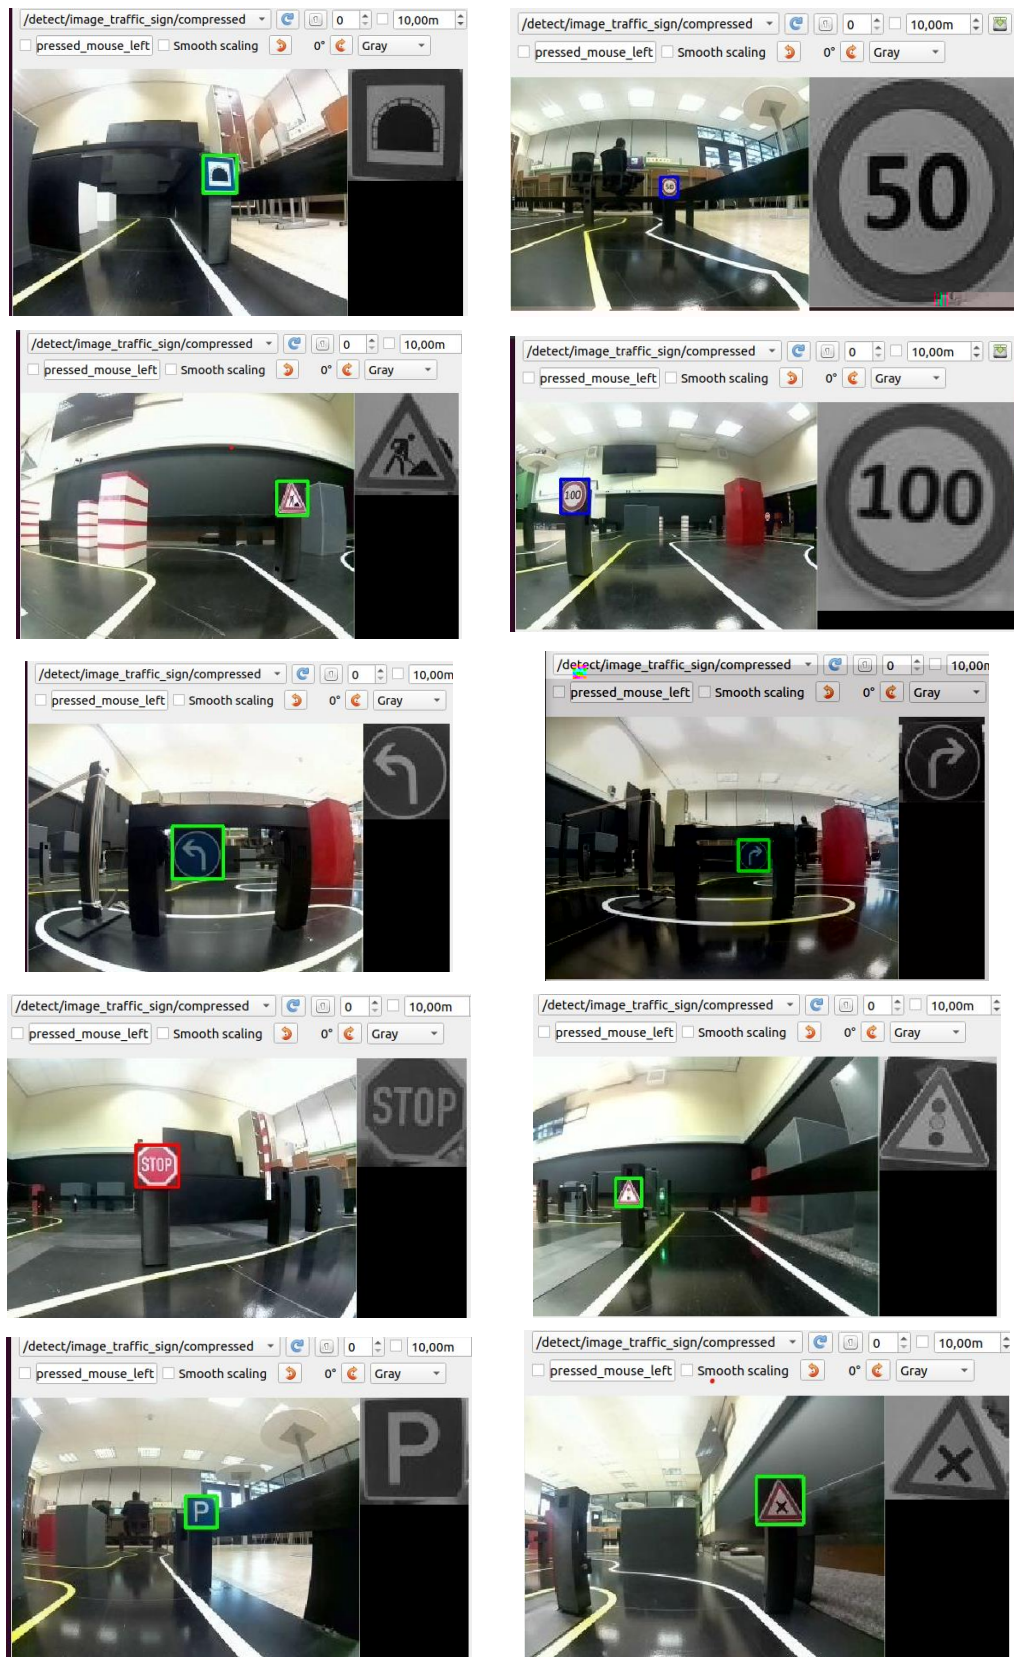 /detect/image_traffic_sign/compressed 0 10,00m
pressed_mouse_left Smooth scaling 0° Gray
/detect/image_traffic_sign/compressed 0 10,00m
pressed_mouse_left Smooth scaling 0° Gray
50
50
/detect/image_traffic_sign/compressed 0 10,00m
pressed_mouse_left Smooth scaling 0° Gray
/detect/image_traffic_sign/compressed 0 10,00m
pressed_mouse_left Smooth scaling 0° Gray
100
100
/detect/image_traffic_sign/compressed 0 10,00m
pressed_mouse_left Smooth scaling 0° Gray
/detect/image_traffic_sign/compressed 0 10,00m
pressed_mouse_left Smooth scaling 0° Gray
/detect/image_traffic_sign/compressed 0 10,00m
pressed_mouse_left Smooth scaling 0° Gray
STOP
STOP
/detect/image_traffic_sign/compressed 0 10,00m
pressed_mouse_left Smooth scaling 0° Gray
/detect/image_traffic_sign/compressed 0 10,00m
pressed_mouse_left Smooth scaling 0° Gray
P
P
/detect/image_traffic_sign/compressed 0 10,00m
pressed_mouse_left Smooth scaling 0° Gray